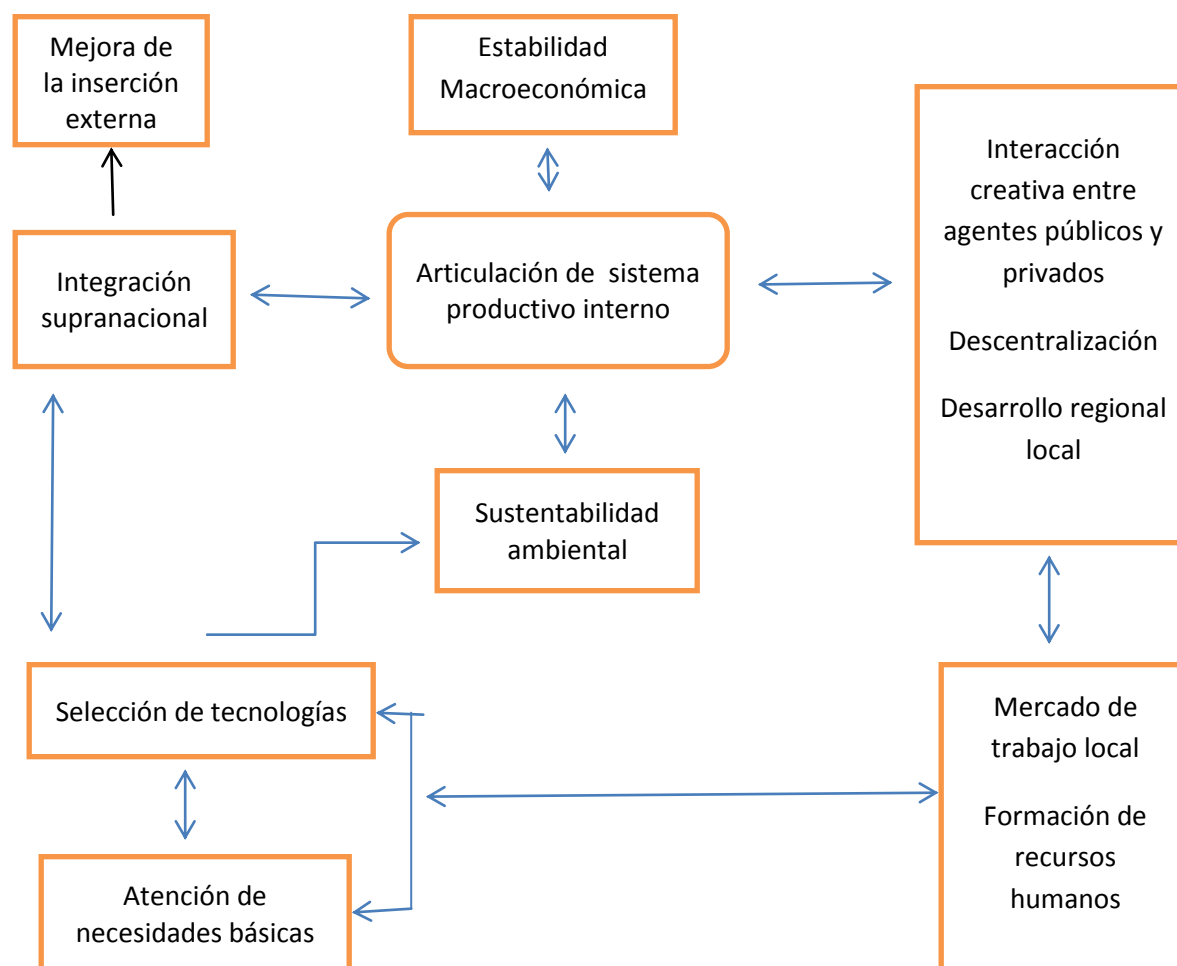 Mejora de
la inserción
externa
Estabilidad
Macroeconómica
Interacción
creativa entre
agentes públicos y
privados
Descentralización
Desarrollo regional
local
Integración
supranacional
Articulación de sistema
productivo interno
Sustentabilidad
ambiental
Selección de tecnologías
Mercado de
trabajo local
Formación de
recursos
humanos
Atención de
necesidades básicas